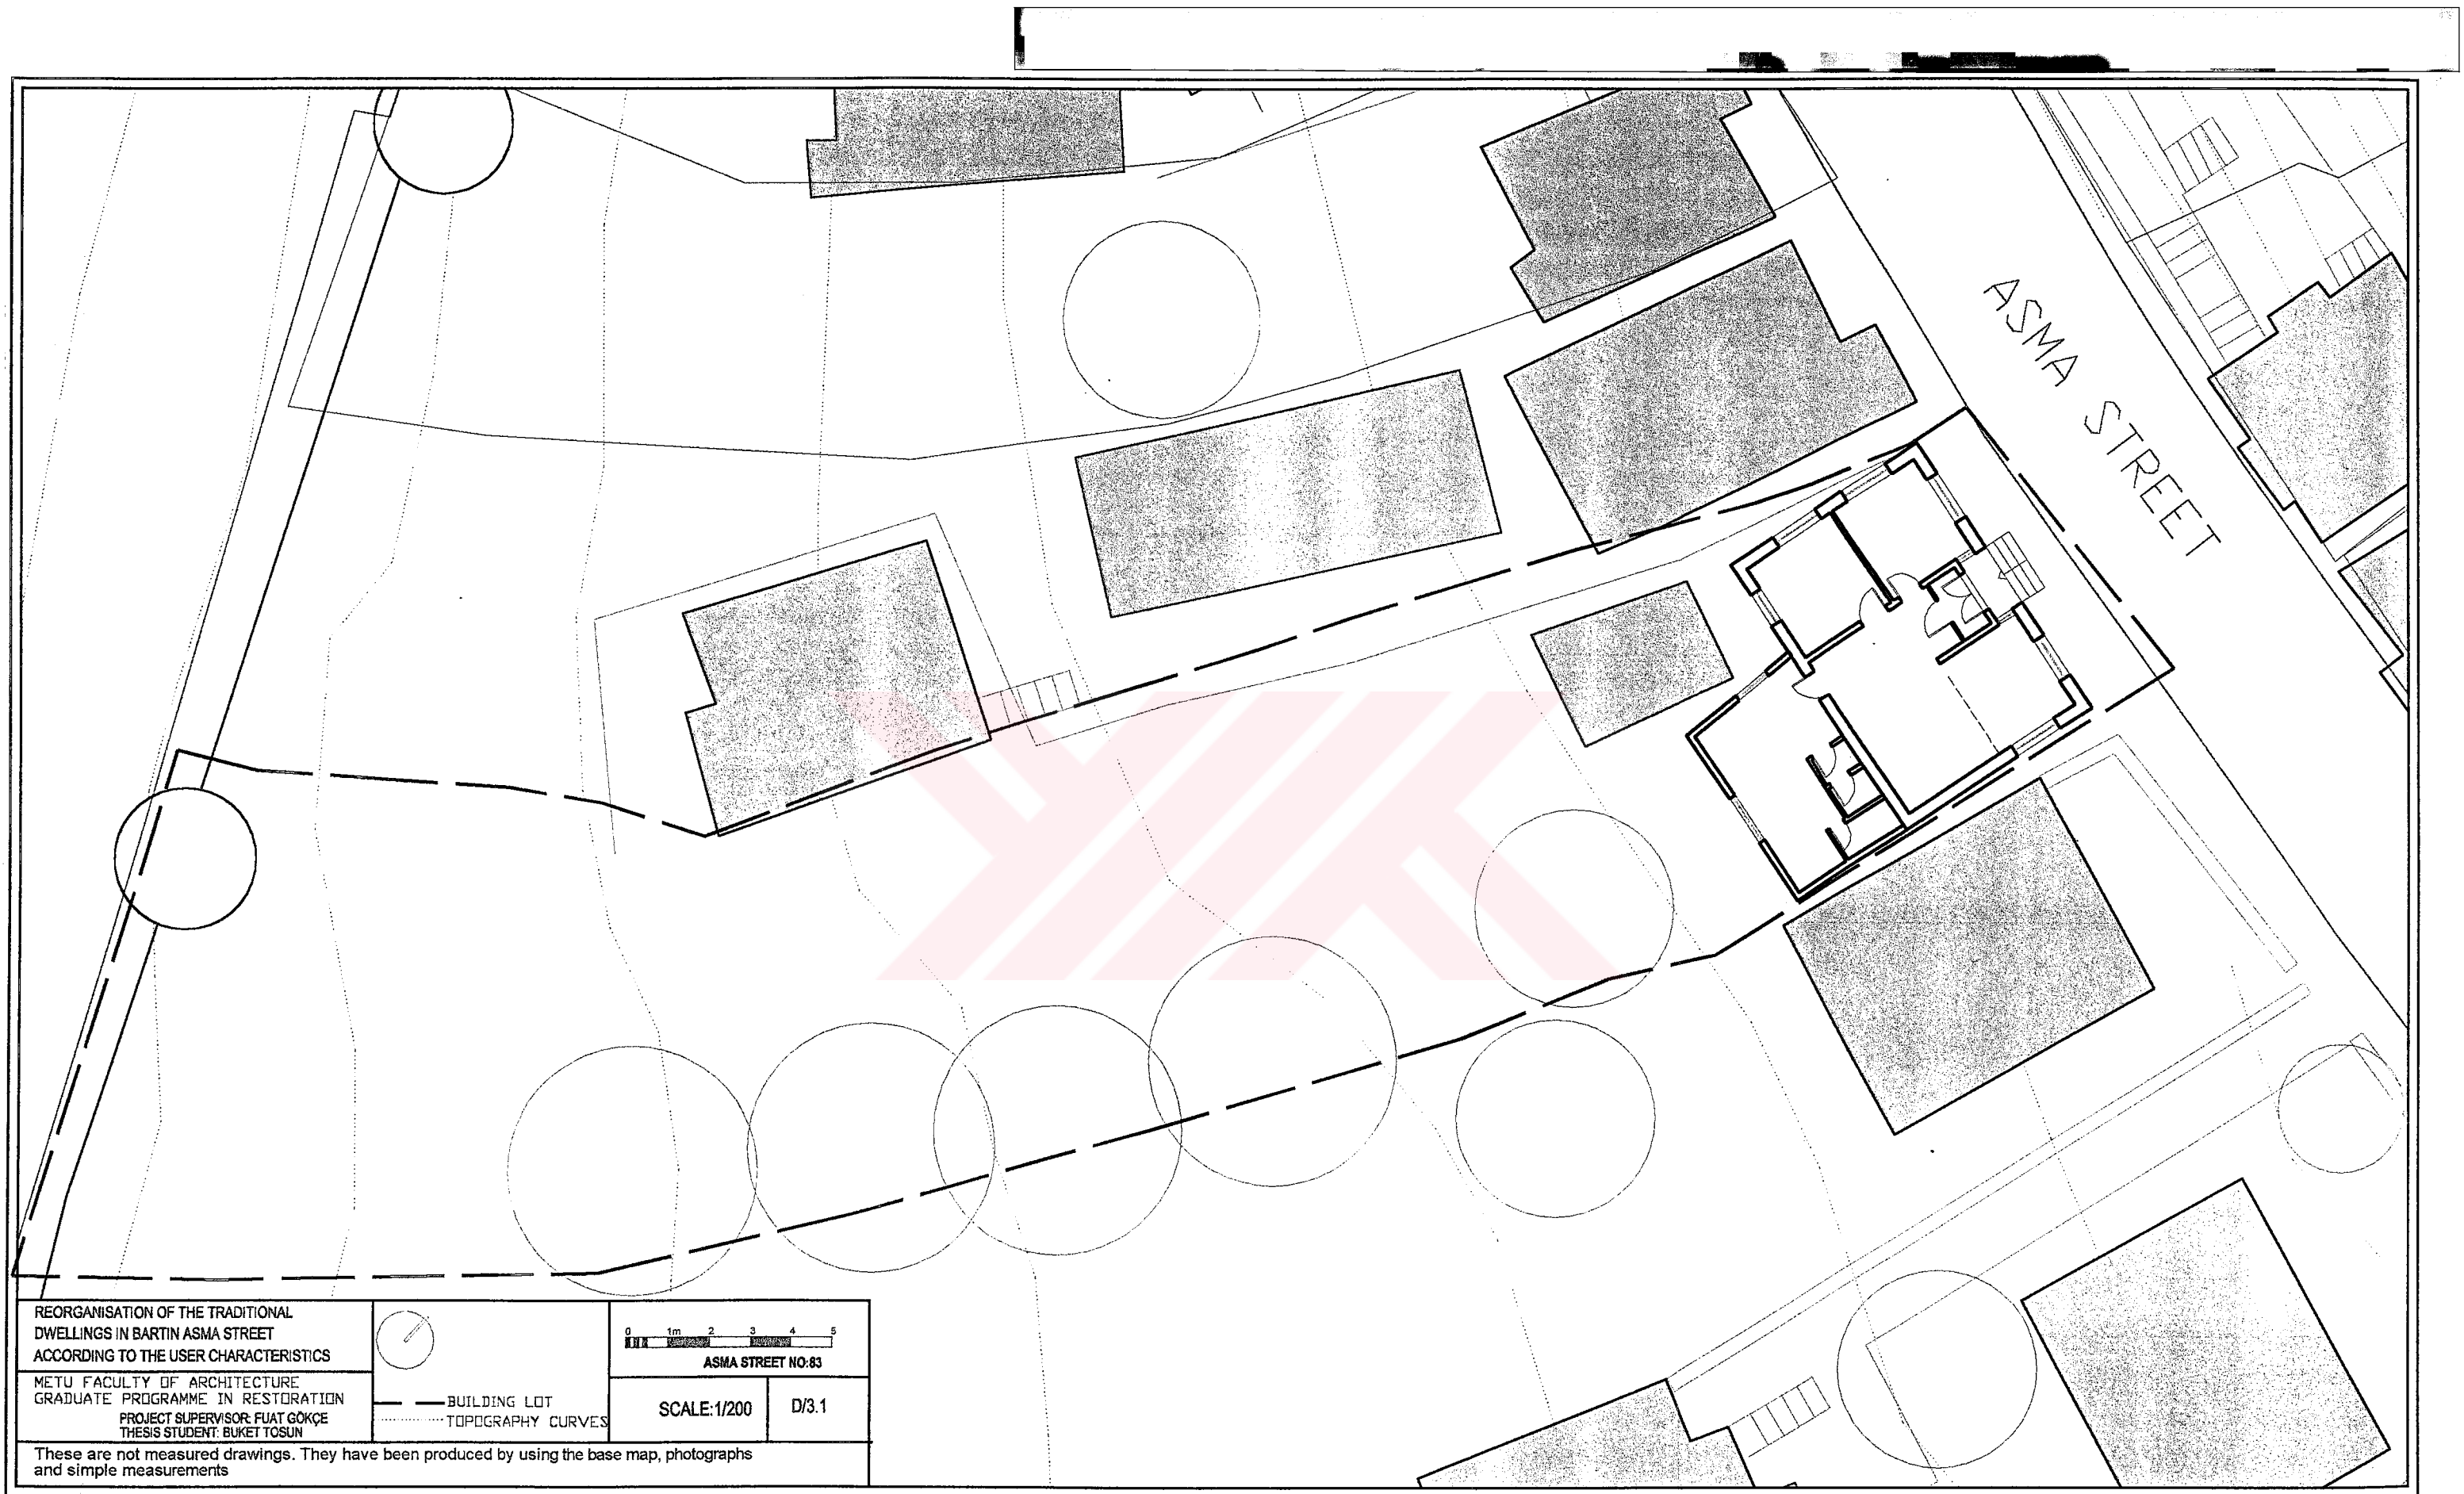 ASMA STREET
REORGANISATION OF THE TRADITIONAL
DWELLINGS IN BARTIN ASMA STREET
ACCORDING TO THE USER CHARACTERISTICS
METU FACULTY OF ARCHITECTURE
GRADUATE PROGRAMME IN RESTORATION
PROJECT SUPERVISOR: FUAT GÖKÇE
THESIS STUDENT: BUKET TOSUN
BUILDING LOT
TOPOGRAPHY CURVES
0 1m 2 3 4 5
ASMA STREET NO:83
SCALE:1/200
D/3.1
These are not measured drawings. They have been produced by using the base map, photographs
and simple measurements